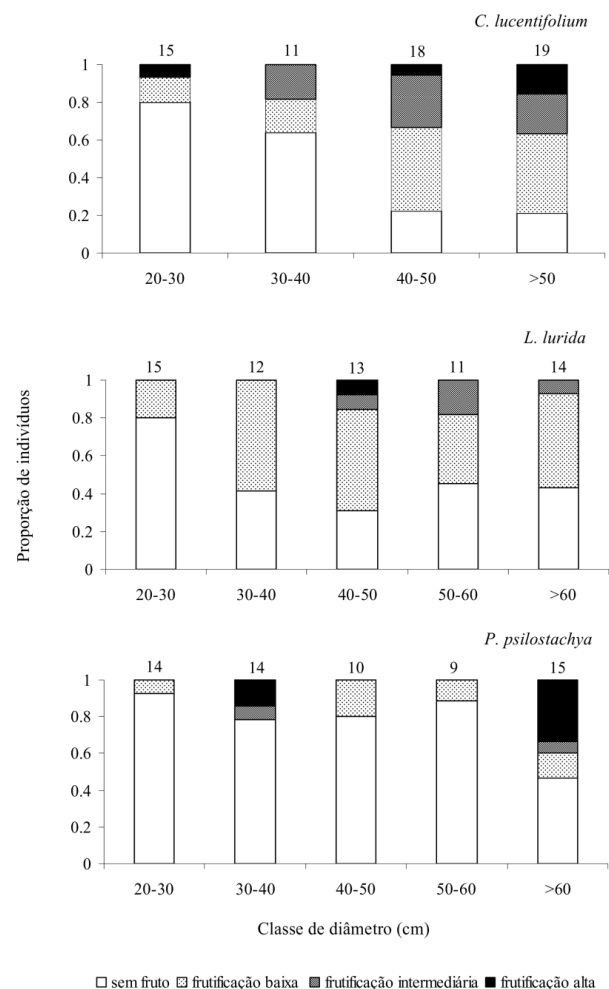 C. lucentifolium
15 11 18 19
1
0.8
0.6
0.4
0.2
0
20-30 30-40 40-50 >50
L. lurida
15 12 13 11 14
1
0.8
0.6
0.4
0.2
0
20-30 30-40 40-50 50-60 >60
Proporção de indivíduos
P. psilostachya
14 14 10 9 15
1
0.8
0.6
0.4
0.2
0
20-30 30-40 40-50 50-60 >60
Classe de diâmetro (cm)
sem fruto frutificação baixa frutificação intermediária frutificação alta